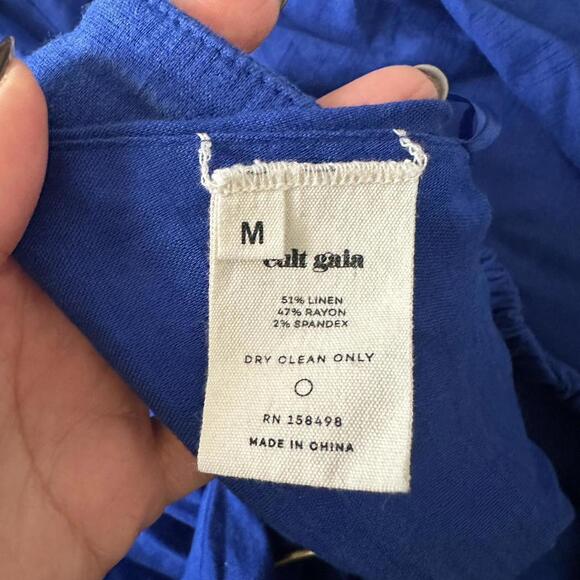 M
cult gaia
51% LINEN
47% RAYON
2% SPANDEX
DRY CLEAN ONLY
RN 158498
MADE IN CHINA